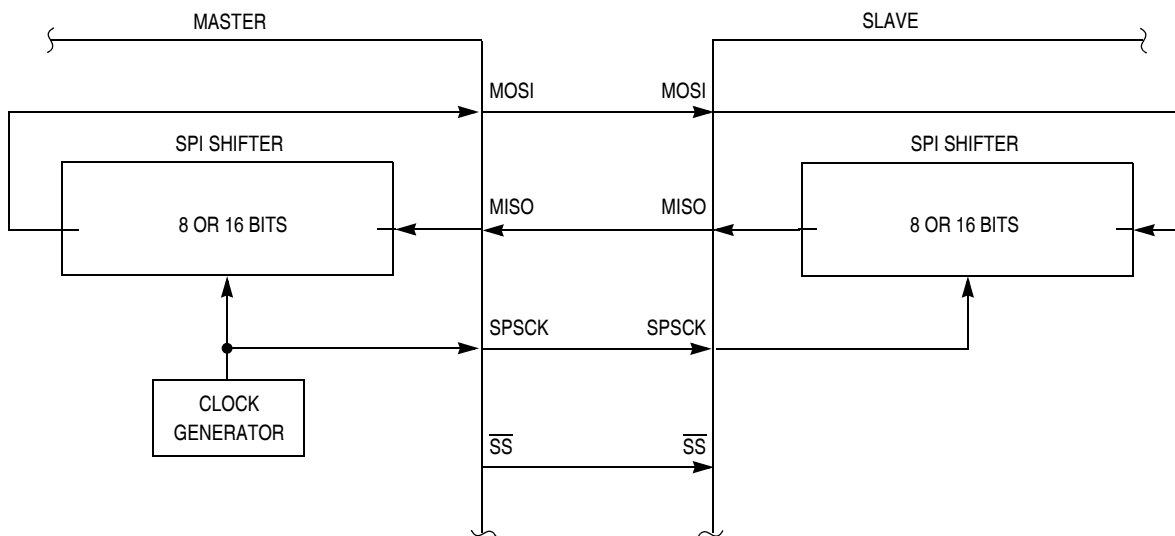 MASTER
SLAVE
MOSI
MOSI
SPI SHIFTER
SPI SHIFTER
8 OR 16 BITS
MISO
MISO
8 OR 16 BITS
SPSCK
SPSCK
CLOCK
GENERATOR
SS
SS